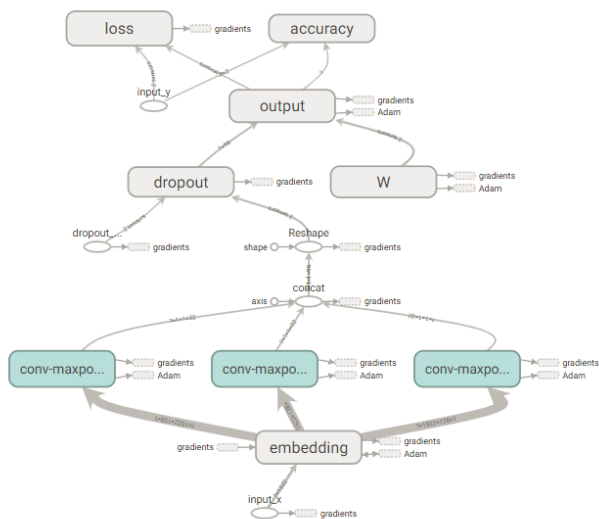 loss
gradients
accuracy
input_y
output
gradients
Adam
dropout
gradients
W
gradients
Adam
dropout_...
gradients
shape
Reshape
gradients
axis
concat
gradients
conv-maxpo...
gradients
Adam
conv-maxpo...
gradients
Adam
conv-maxpo...
gradients
Adam
gradients
embedding
gradients
Adam
input_x
gradients